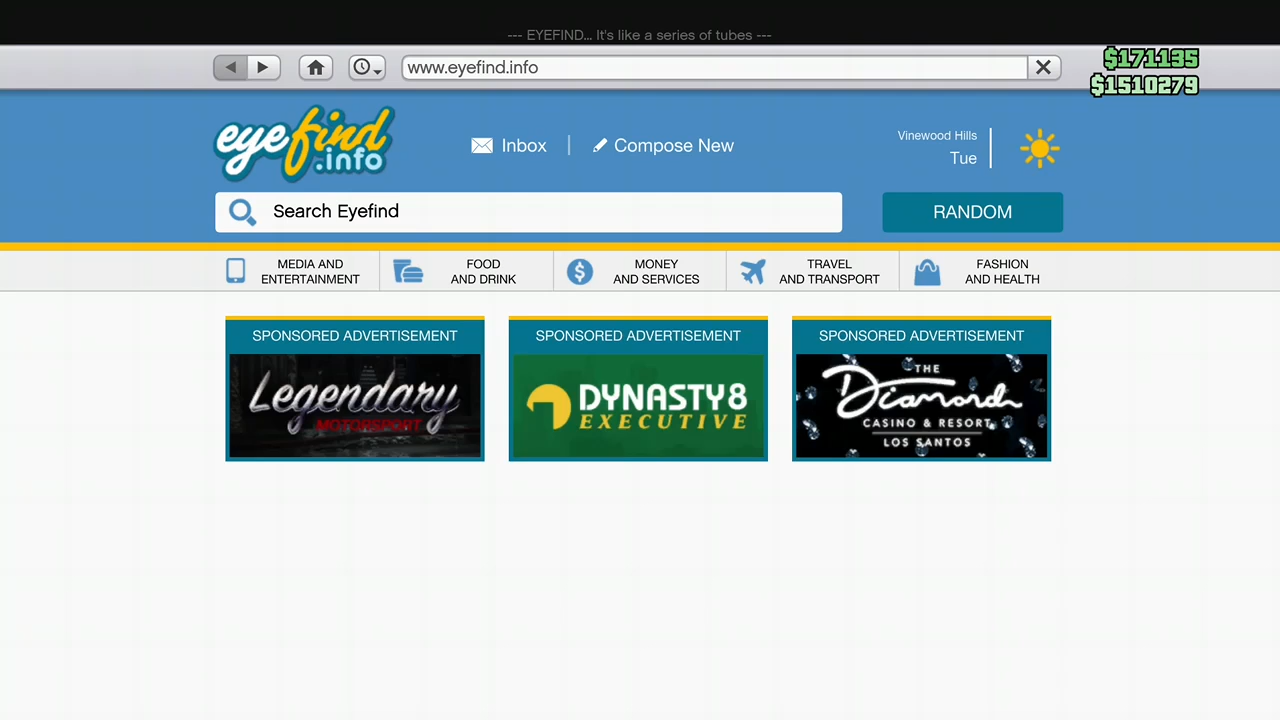 --- EYEFIND... It's like a series of tubes ---
www.eyefind.info
$171135
$1510279
eyefind
.info
Inbox
Compose New
Vinewood Hills
Tue
Search Eyefind
RANDOM
MEDIA AND
ENTERTAINMENT
FOOD
AND DRINK
MONEY
AND SERVICES
TRAVEL
AND TRANSPORT
FASHION
AND HEALTH
SPONSORED ADVERTISEMENT
Legendary
MOTORSPORT
SPONSORED ADVERTISEMENT
DYNASTY8
EXECUTIVE
SPONSORED ADVERTISEMENT
THE
Diamond
CASINO & RESORT
LOS SANTOS